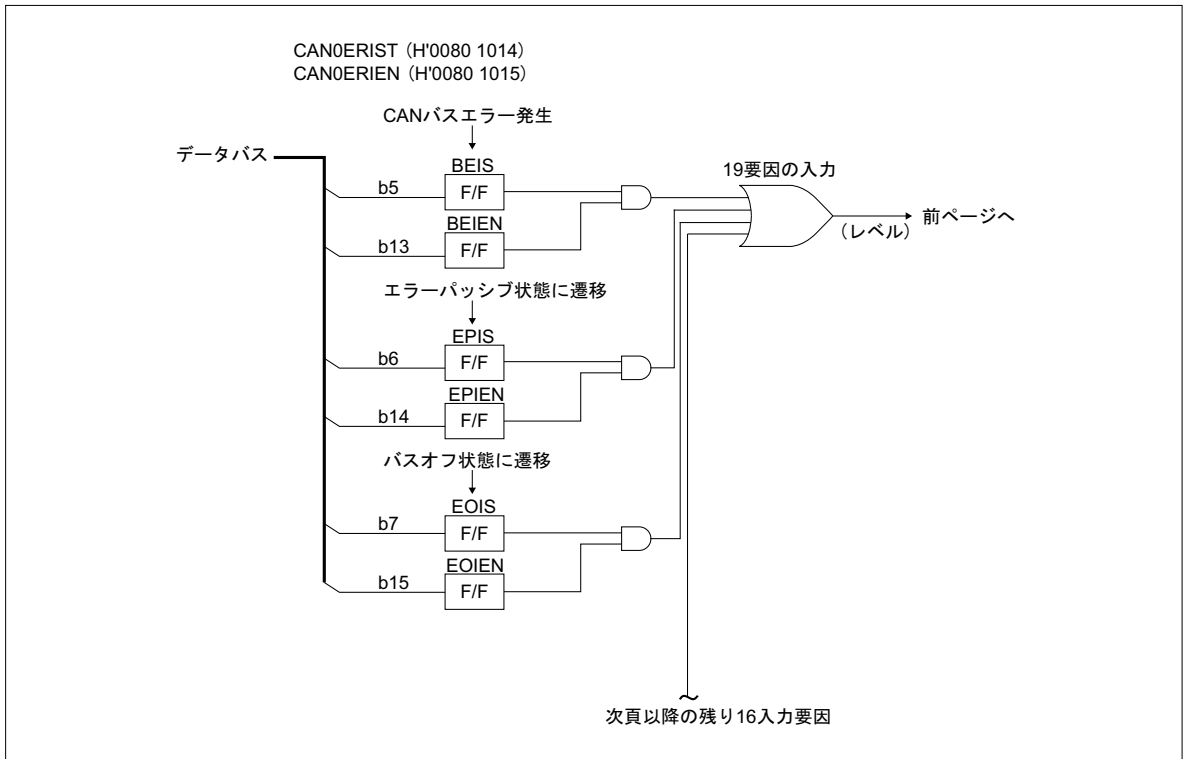 CAN0ERIST (H'0080 1014)
CAN0ERIEN (H'0080 1015)
CANバスエラー発生
データバス
19要因の入力
BEIS
b5
F/F
前ページへ
(レベル)
BEIEN
b13
F/F
エラーパッシブ状態に遷移
EPIS
b6
F/F
EPIEN
b14
F/F
バスオフ状態に遷移
EOIS
b7
F/F
EOIEN
b15
F/F
次頁以降の残り16入力要因